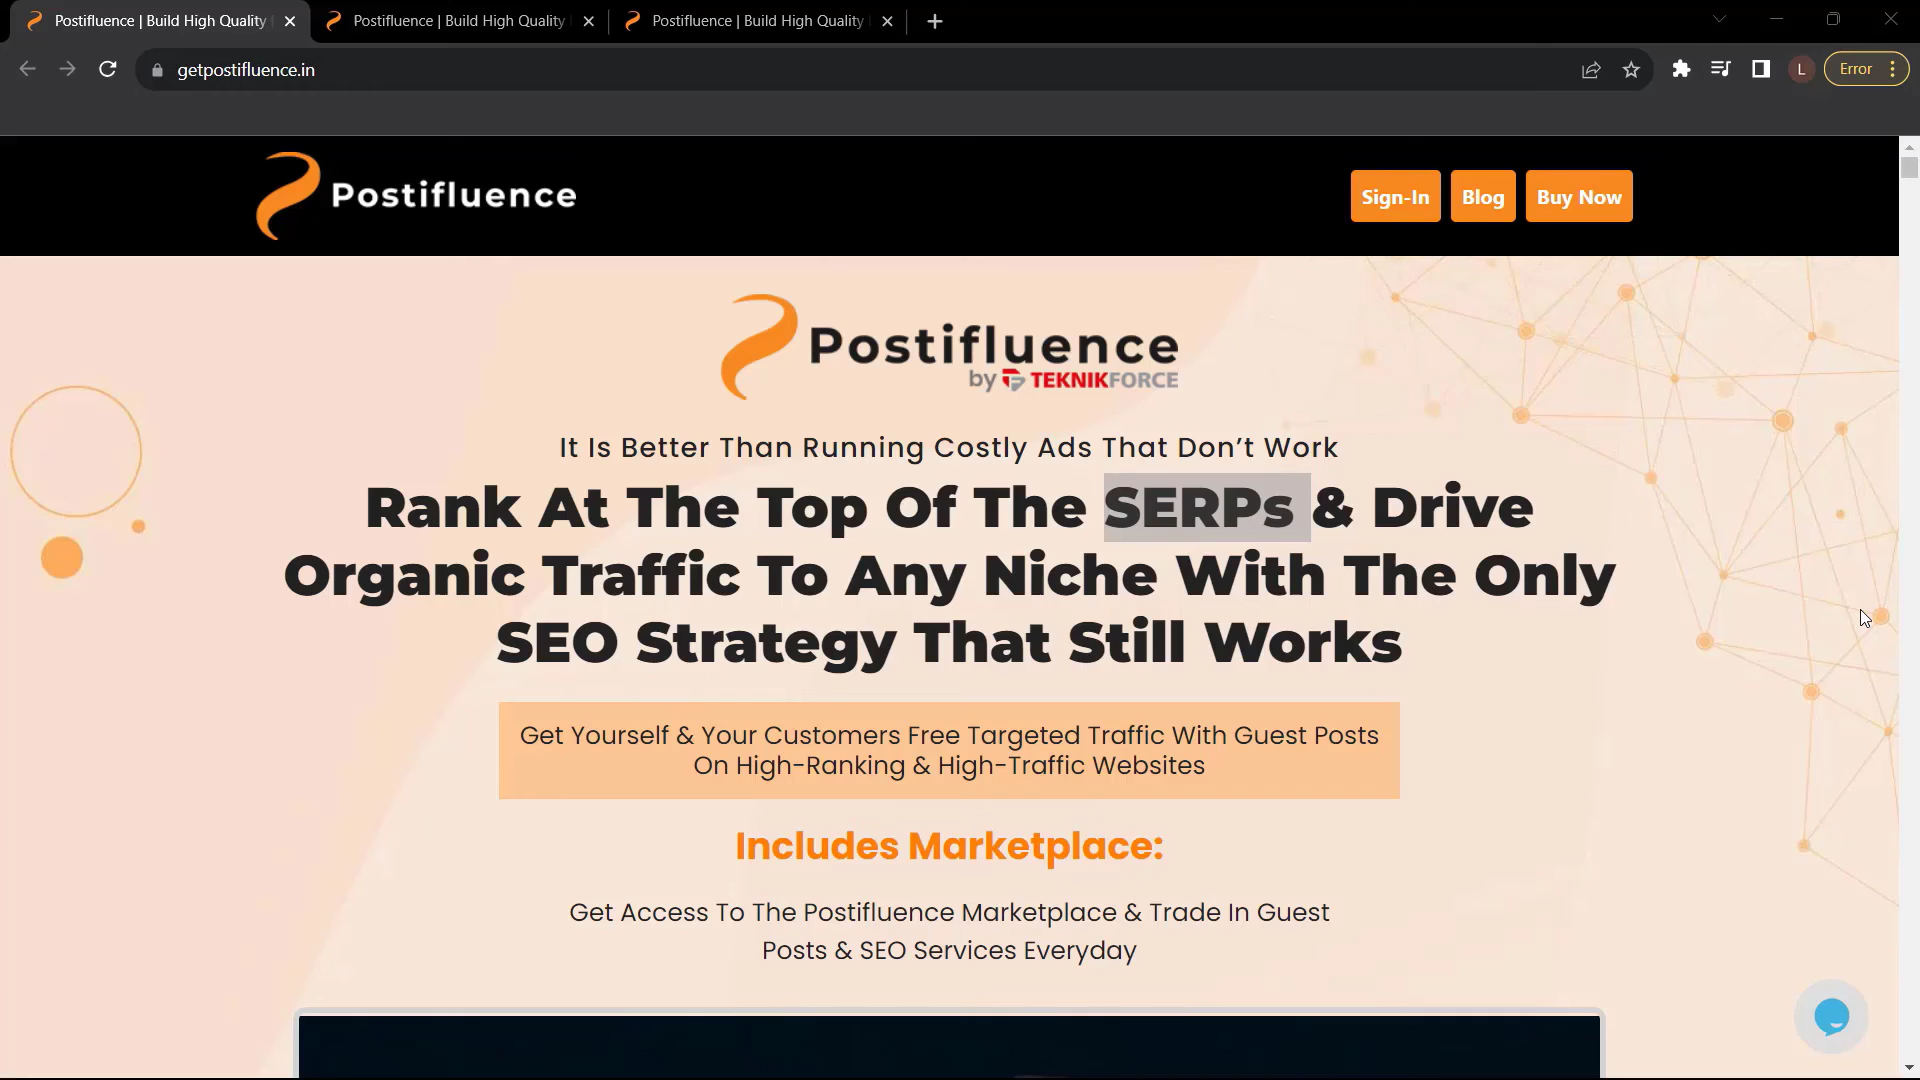 Postifluence | Build High Quality
Postifluence | Build High Quality
Postifluence | Build High Quality
getpostifluence.in
L
Error
Postifluence
Sign-In
Blog
Buy Now
Postifluence
by TEKNIKFORCE
It Is Better Than Running Costly Ads That Don’t Work
Rank At The Top Of The SERPs & Drive
Organic Traffic To Any Niche With The Only
SEO Strategy That Still Works
Get Yourself & Your Customers Free Targeted Traffic With Guest Posts
On High-Ranking & High-Traffic Websites
Includes Marketplace:
Get Access To The Postifluence Marketplace & Trade In Guest
Posts & SEO Services Everyday